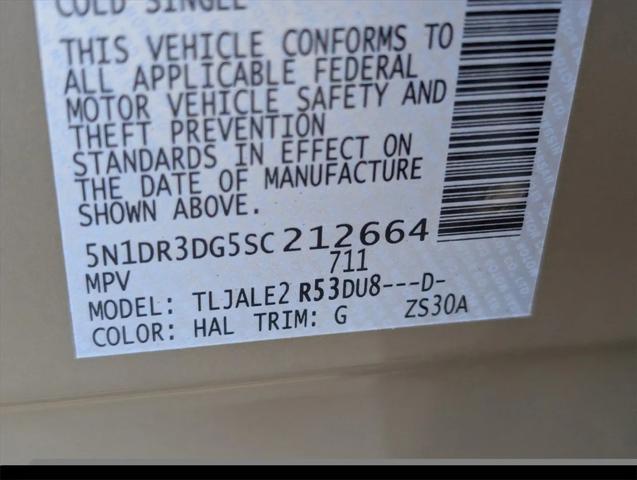 COLD SINGLE
THIS VEHICLE CONFORMS TO
ALL APPLICABLE FEDERAL
MOTOR VEHICLE SAFETY AND
THEFT PREVENTION
STANDARDS IN EFFECT ON
THE DATE OF MANUFACTURE
SHOWN ABOVE.
5N1DR3DG5SC212664
MPV 711
MODEL: TLJALE2 R53DU8---D-
COLOR: HAL TRIM: G ZS30A